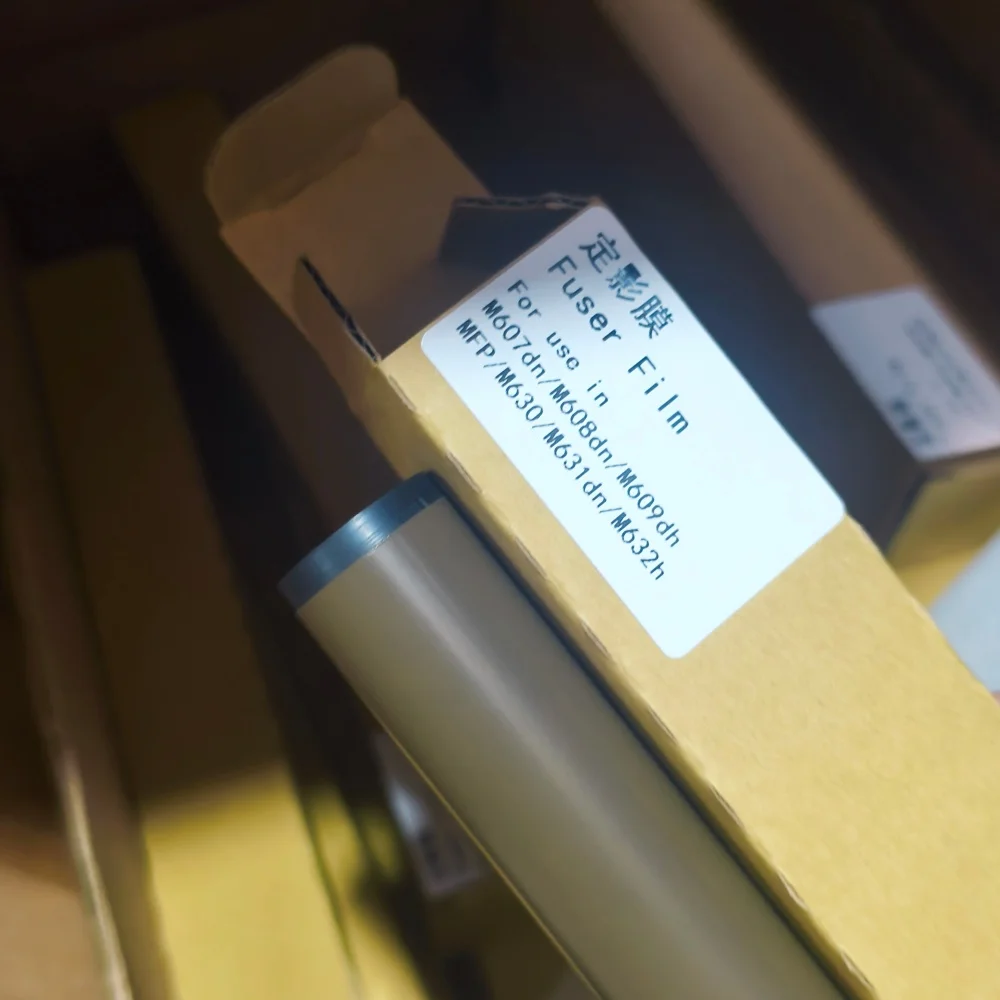 定影膜
Fuser Film
For use in
M607dn/M608dn/M609dh
MFP/M630/M631dn/M632h